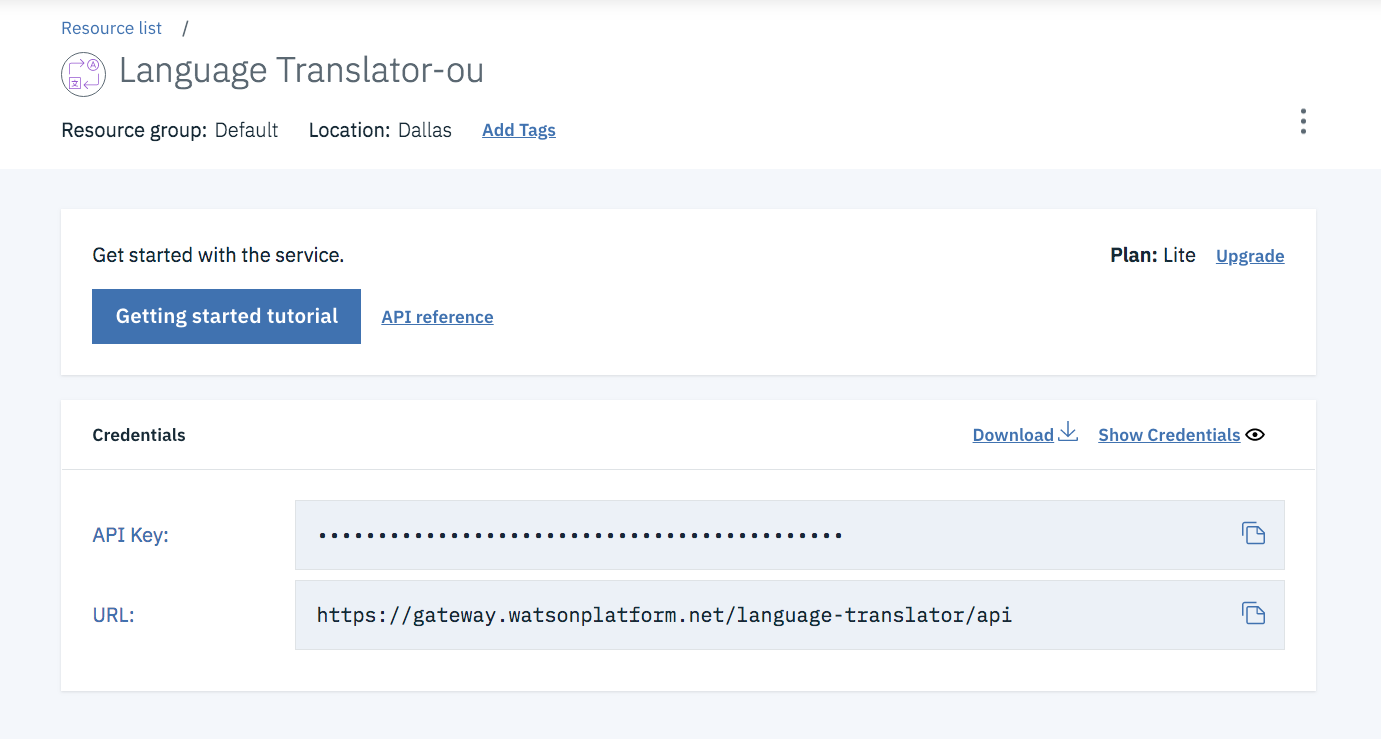 Resource list /
Language Translator-ou
Resource group: Default Location: Dallas Add Tags
Get started with the service.
Plan: Lite Upgrade
Getting started tutorial API reference
Credentials
Download Show Credentials
API Key: ••••••••••••••••••••••••••••••••••••••••••••
URL: https://gateway.watsonplatform.net/language-translator/api